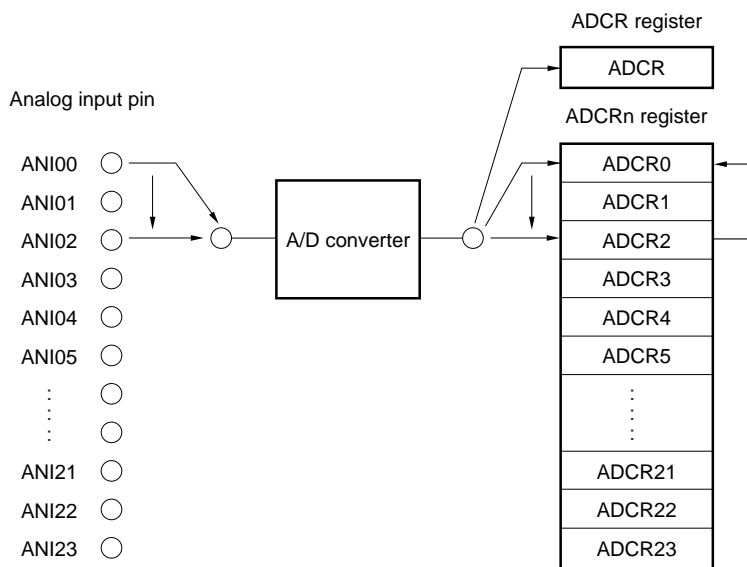 ADCR register
ADCR
Analog input pin
ADCRn register
ANI00
ANI01
ANI02
ANI03
ANI04
ANI05
ANI21
ANI22
ANI23
A/D converter
ADCR0
ADCR1
ADCR2
ADCR3
ADCR4
ADCR5
ADCR21
ADCR22
ADCR23